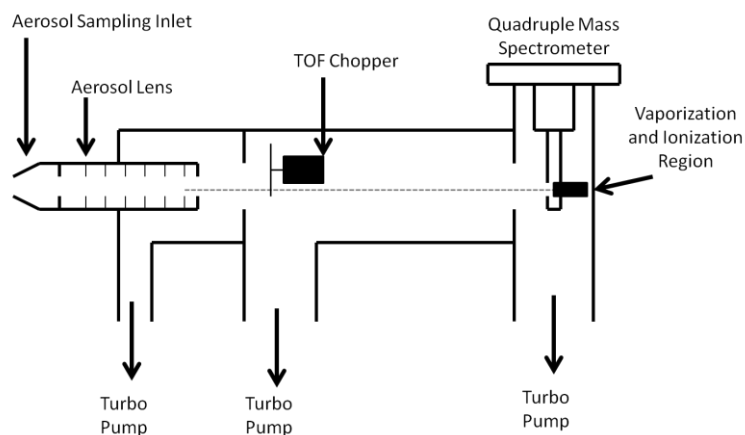 Aerosol Sampling Inlet
Aerosol Lens
TOF Chopper
Quadruple Mass
Spectrometer
Vaporization
and Ionization
Region
Turbo
Pump
Turbo
Pump
Turbo
Pump